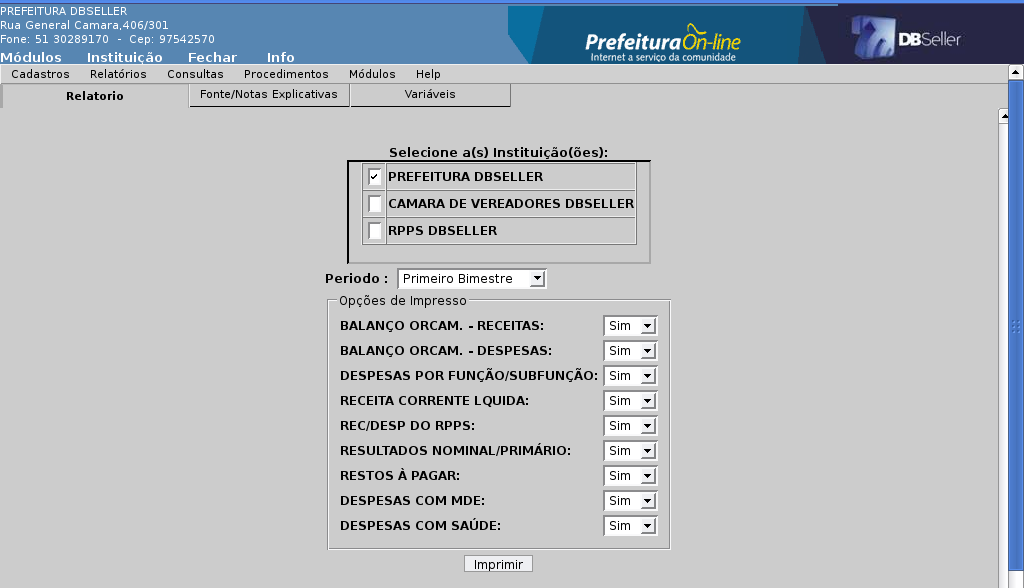 PREFEITURA DBSELLER
Rua General Camara,406/301
Fone: 51 30289170 - Cep: 97542570
Módulos Instituição Fechar Info
Prefeitura On-line
Internet a serviço da comunidade
DBSeller
Cadastros Relatórios Consultas Procedimentos Módulos Help
Relatorio Fonte/Notas Explicativas Variáveis
Selecione a(s) Instituição(ões):
PREFEITURA DBSELLER
CAMARA DE VEREADORES DBSELLER
RPPS DBSELLER
Periodo : Primeiro Bimestre
Opções de Impresso
BALANÇO ORCAM. - RECEITAS: Sim
BALANÇO ORCAM. - DESPESAS: Sim
DESPESAS POR FUNÇÃO/SUBFUNÇÃO: Sim
RECEITA CORRENTE LQUIDA: Sim
REC/DESP DO RPPS: Sim
RESULTADOS NOMINAL/PRIMÁRIO: Sim
RESTOS À PAGAR: Sim
DESPESAS COM MDE: Sim
DESPESAS COM SAÚDE: Sim
Imprimir